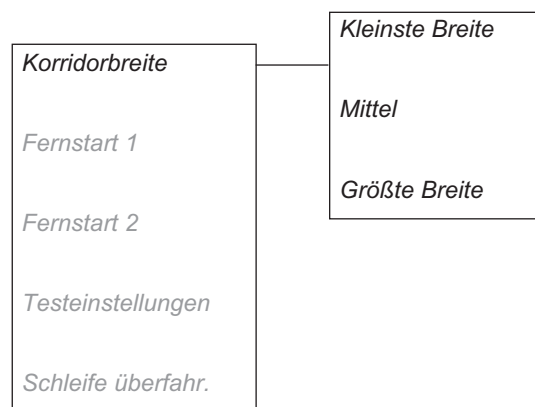 Korridorbreite
Fernstart 1
Fernstart 2
Testeinstellungen
Schleife überfahr.
Kleinste Breite
Mittel
Größte Breite